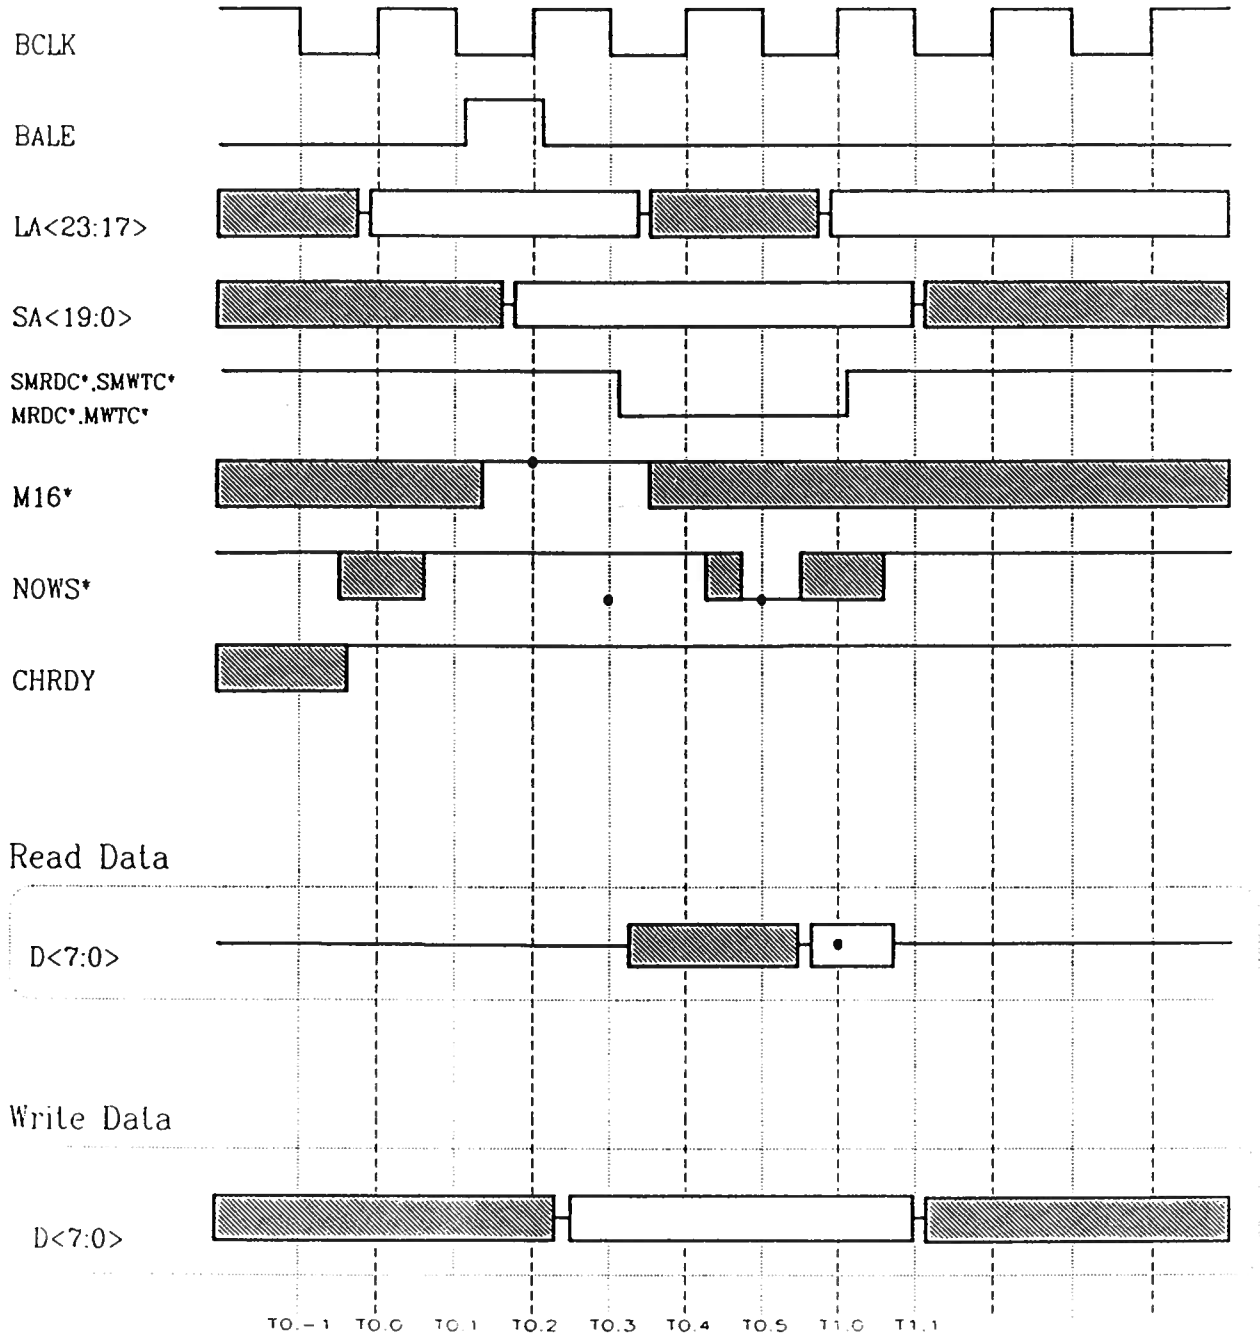 BCLK
BALE
LA<23:17>
SA<19:0>
SMRDC*,SMWTC*
MRDC*,MWTC*
M16*
NOWS*
CHRDY
Read Data
D<7:0>
Write Data
D<7:0>
T0.-1 T0.0 T0.1 T0.2 T0.3 T0.4 T0.5 T1.0 T1.1